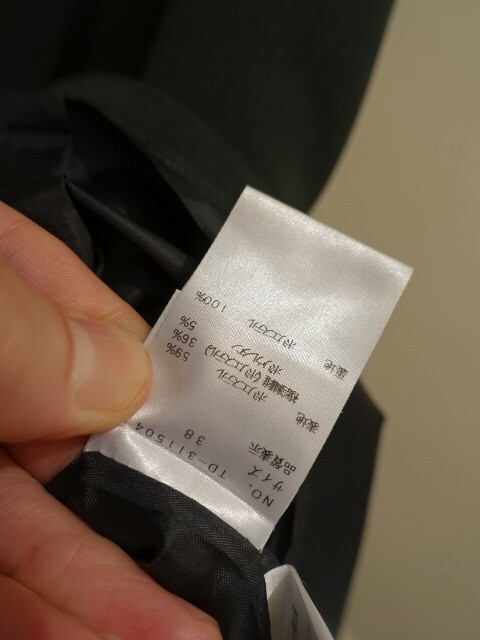 NO. TD-311504
サイズ 38
品質表示
表地 ポリエステル 59%
複合繊維(ポリエステル) 36%
ポリウレタン 5%
裏地 ポリエステル 100%